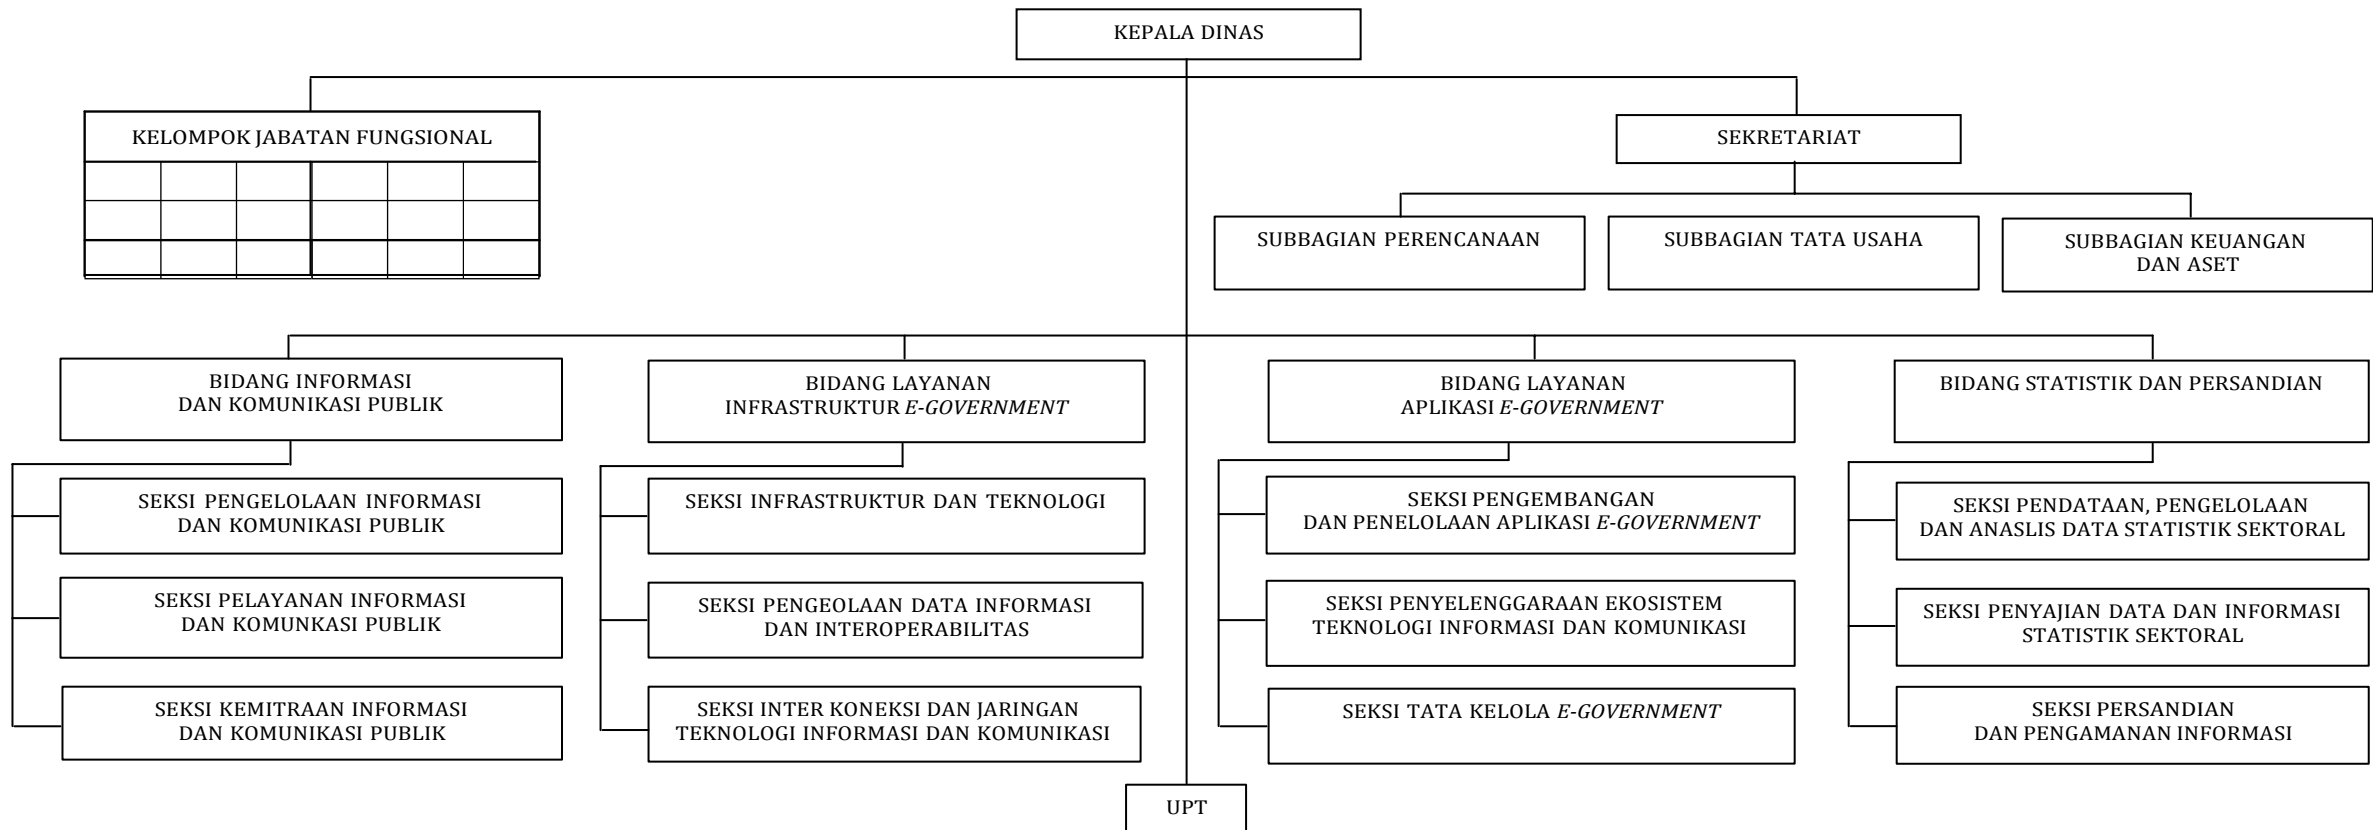 KEPALA DINAS
KELOMPOK JABATAN FUNGSIONAL
SEKRETARIAT
SUBBAGIAN PERENCANAAN
SUBBAGIAN TATA USAHA
SUBBAGIAN KEUANGAN
DAN ASET
BIDANG INFORMASI
DAN KOMUNIKASI PUBLIK
SEKSI PENGELOLAAN INFORMASI
DAN KOMUNIKASI PUBLIK
SEKSI PELAYANAN INFORMASI
DAN KOMUNKASI PUBLIK
SEKSI KEMITRAAN INFORMASI
DAN KOMUNIKASI PUBLIK
BIDANG LAYANAN
INFRASTRUKTUR E-GOVERNMENT
SEKSI INFRASTRUKTUR DAN TEKNOLOGI
SEKSI PENGEOLAAN DATA INFORMASI
DAN INTEROPERABILITAS
SEKSI INTER KONEKSI DAN JARINGAN
TEKNOLOGI INFORMASI DAN KOMUNIKASI
BIDANG LAYANAN
APLIKASI E-GOVERNMENT
SEKSI PENGEMBANGAN
DAN PENELOLAAN APLIKASI E-GOVERNMENT
SEKSI PENYELENGGARAAN EKOSISTEM
TEKNOLOGI INFORMASI DAN KOMUNIKASI
SEKSI TATA KELOLA E-GOVERNMENT
BIDANG STATISTIK DAN PERSANDIAN
SEKSI PENDATAAN, PENGELOLAAN
DAN ANASLIS DATA STATISTIK SEKTORAL
SEKSI PENYAJIAN DATA DAN INFORMASI
STATISTIK SEKTORAL
SEKSI PERSANDIAN
DAN PENGAMANAN INFORMASI
UPT